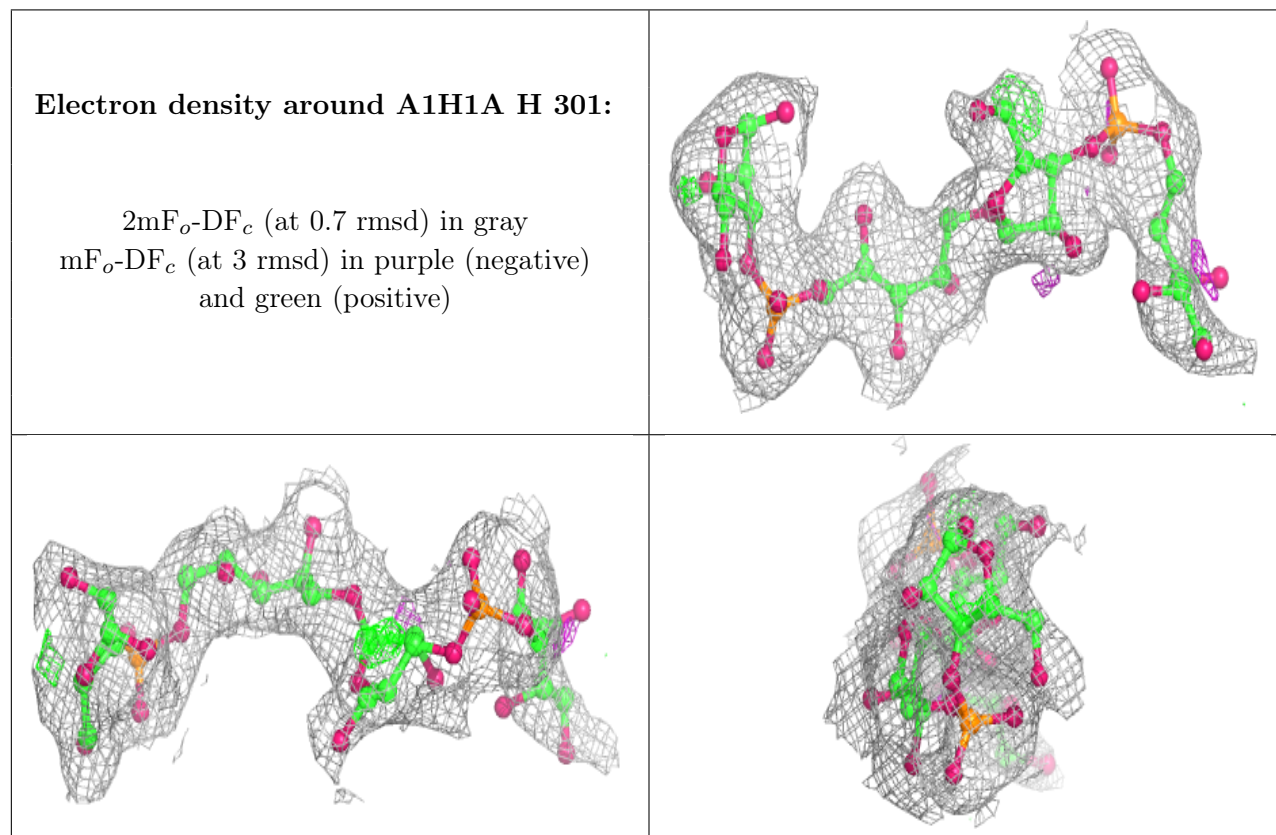 Electron density around A1H1A H 301:
2mFₒ-DF𝒸 (at 0.7 rmsd) in gray
mFₒ-DF𝒸 (at 3 rmsd) in purple (negative)
and green (positive)